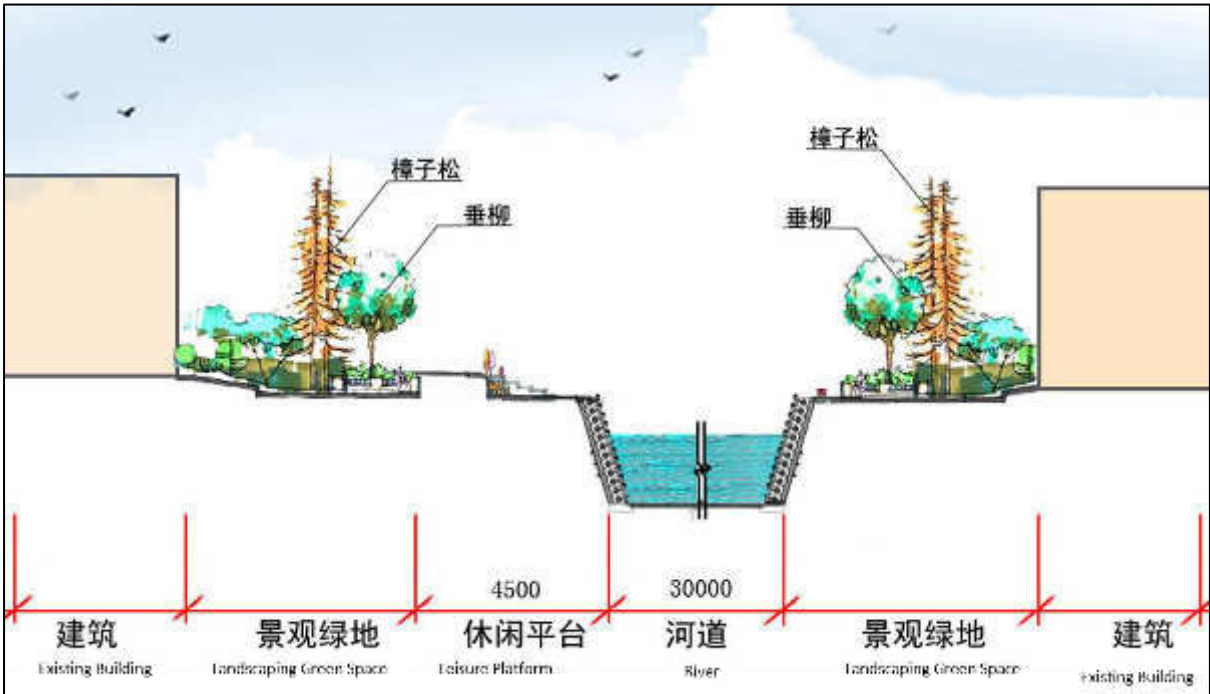 樟子松
樟子松
垂柳
垂柳
4500
30000
建筑
景观绿地
休闲平台
河道
景观绿地
建筑
Existing Building
Landscaping Green Space
Leisure Platform
River
Landscaping Green Space
Existing Building